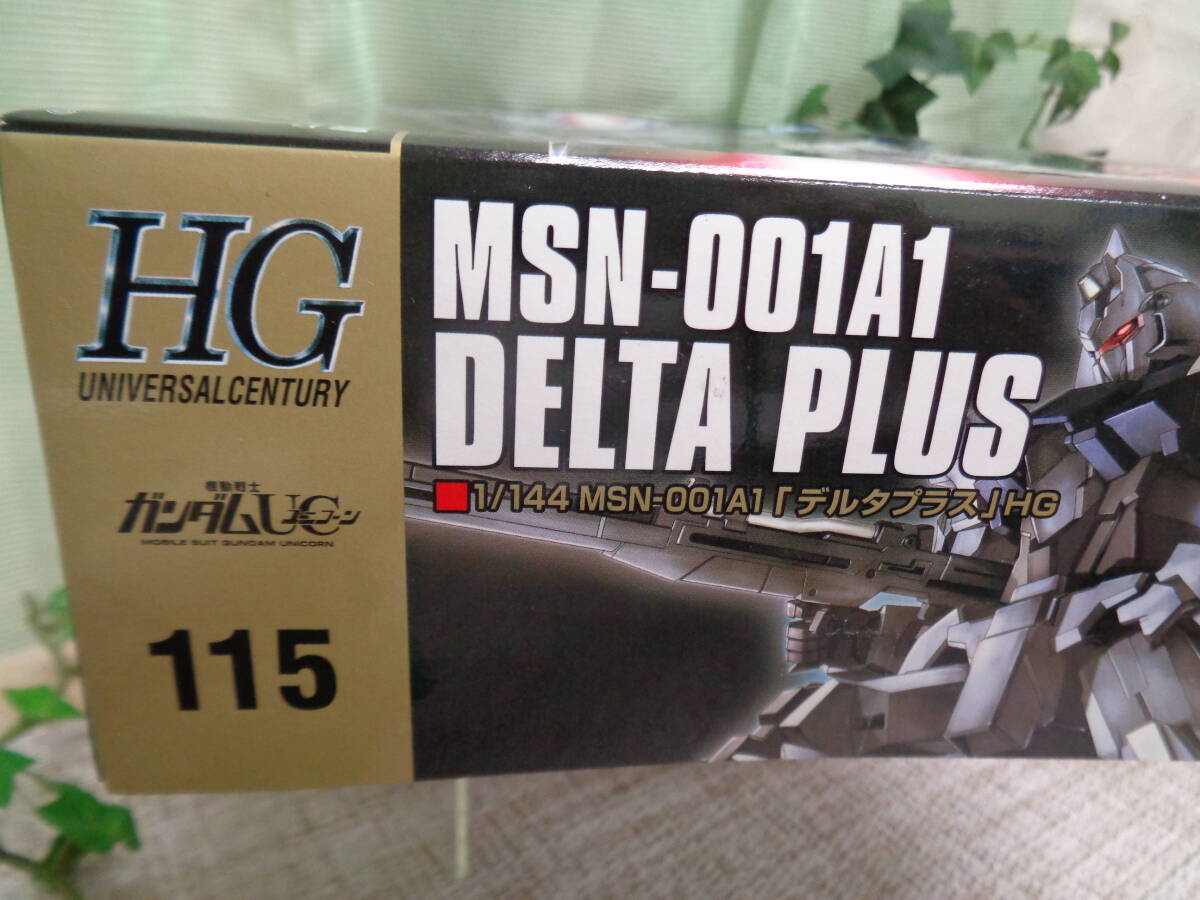 HG
UNIVERSALCENTURY
機動戦士
ガンダムUC
ユニコーン
MOBILE SUIT GUNDAM UNICORN
115
MSN-001A1
DELTA PLUS
1/144 MSN-001A1「デルタプラス」HG